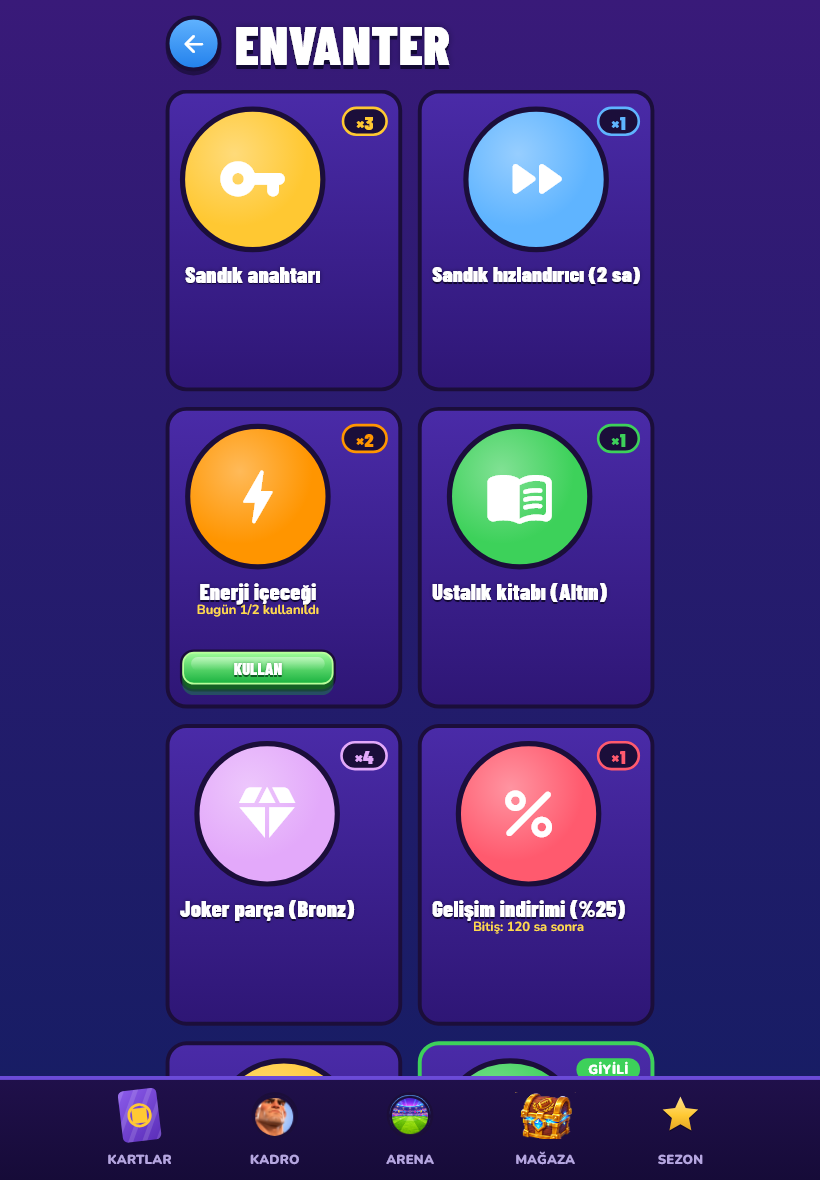 ENVANTER
×3
×1
Sandık anahtarı
Sandık hızlandırıcı (2 sa)
×2
×1
Enerji içeceği
Bugün 1/2 kullanıldı
KULLAN
Ustalık kitabı (Altın)
×4
×1
Joker parça (Bronz)
Gelişim indirimi (%25)
Bitiş: 120 sa sonra
GİYİLİ
KARTLAR
KADRO
ARENA
MAĞAZA
SEZON